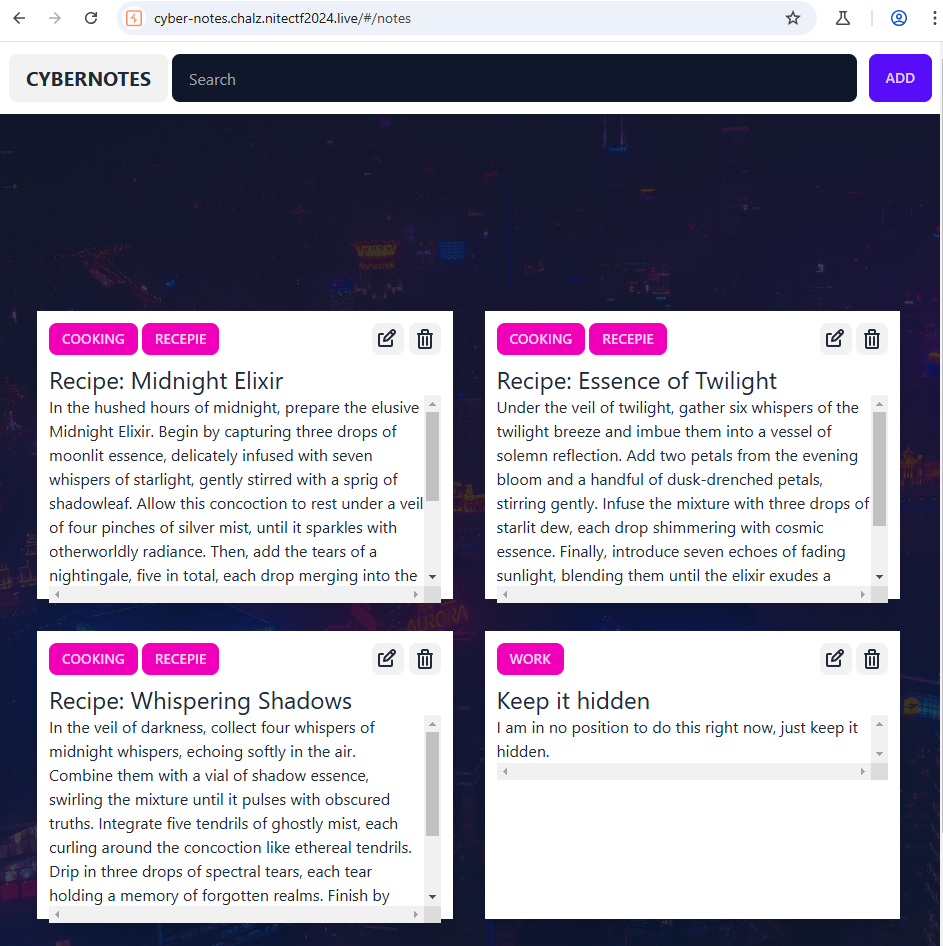 cyber-notes.chalz.nitectf2024.live/#/notes
CYBERNOTES
Search
ADD
COOKING
RECEPIE
Recipe: Midnight Elixir
In the hushed hours of midnight, prepare the elusive
Midnight Elixir. Begin by capturing three drops of
moonlit essence, delicately infused with seven
whispers of starlight, gently stirred with a sprig of
shadowleaf. Allow this concoction to rest under a veil
of four pinches of silver mist, until it sparkles with
otherworldly radiance. Then, add the tears of a
nightingale, five in total, each drop merging into the
COOKING
RECEPIE
Recipe: Essence of Twilight
Under the veil of twilight, gather six whispers of the
twilight breeze and imbue them into a vessel of
solemn reflection. Add two petals from the evening
bloom and a handful of dusk-drenched petals,
stirring gently. Infuse the mixture with three drops of
starlit dew, each drop shimmering with cosmic
essence. Finally, introduce seven echoes of fading
sunlight, blending them until the elixir exudes a
COOKING
RECEPIE
Recipe: Whispering Shadows
In the veil of darkness, collect four whispers of
midnight whispers, echoing softly in the air.
Combine them with a vial of shadow essence,
swirling the mixture until it pulses with obscured
truths. Integrate five tendrils of ghostly mist, each
curling around the concoction like ethereal tendrils.
Drip in three drops of spectral tears, each tear
holding a memory of forgotten realms. Finish by
WORK
Keep it hidden
I am in no position to do this right now, just keep it
hidden.
AURORA